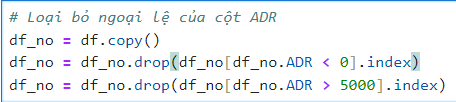 # Loại bỏ ngoại lệ của cột ADR
df_no = df.copy()
df_no = df_no.drop(df_no[df_no.ADR < 0].index)
df_no = df_no.drop(df_no[df_no.ADR > 5000].index)